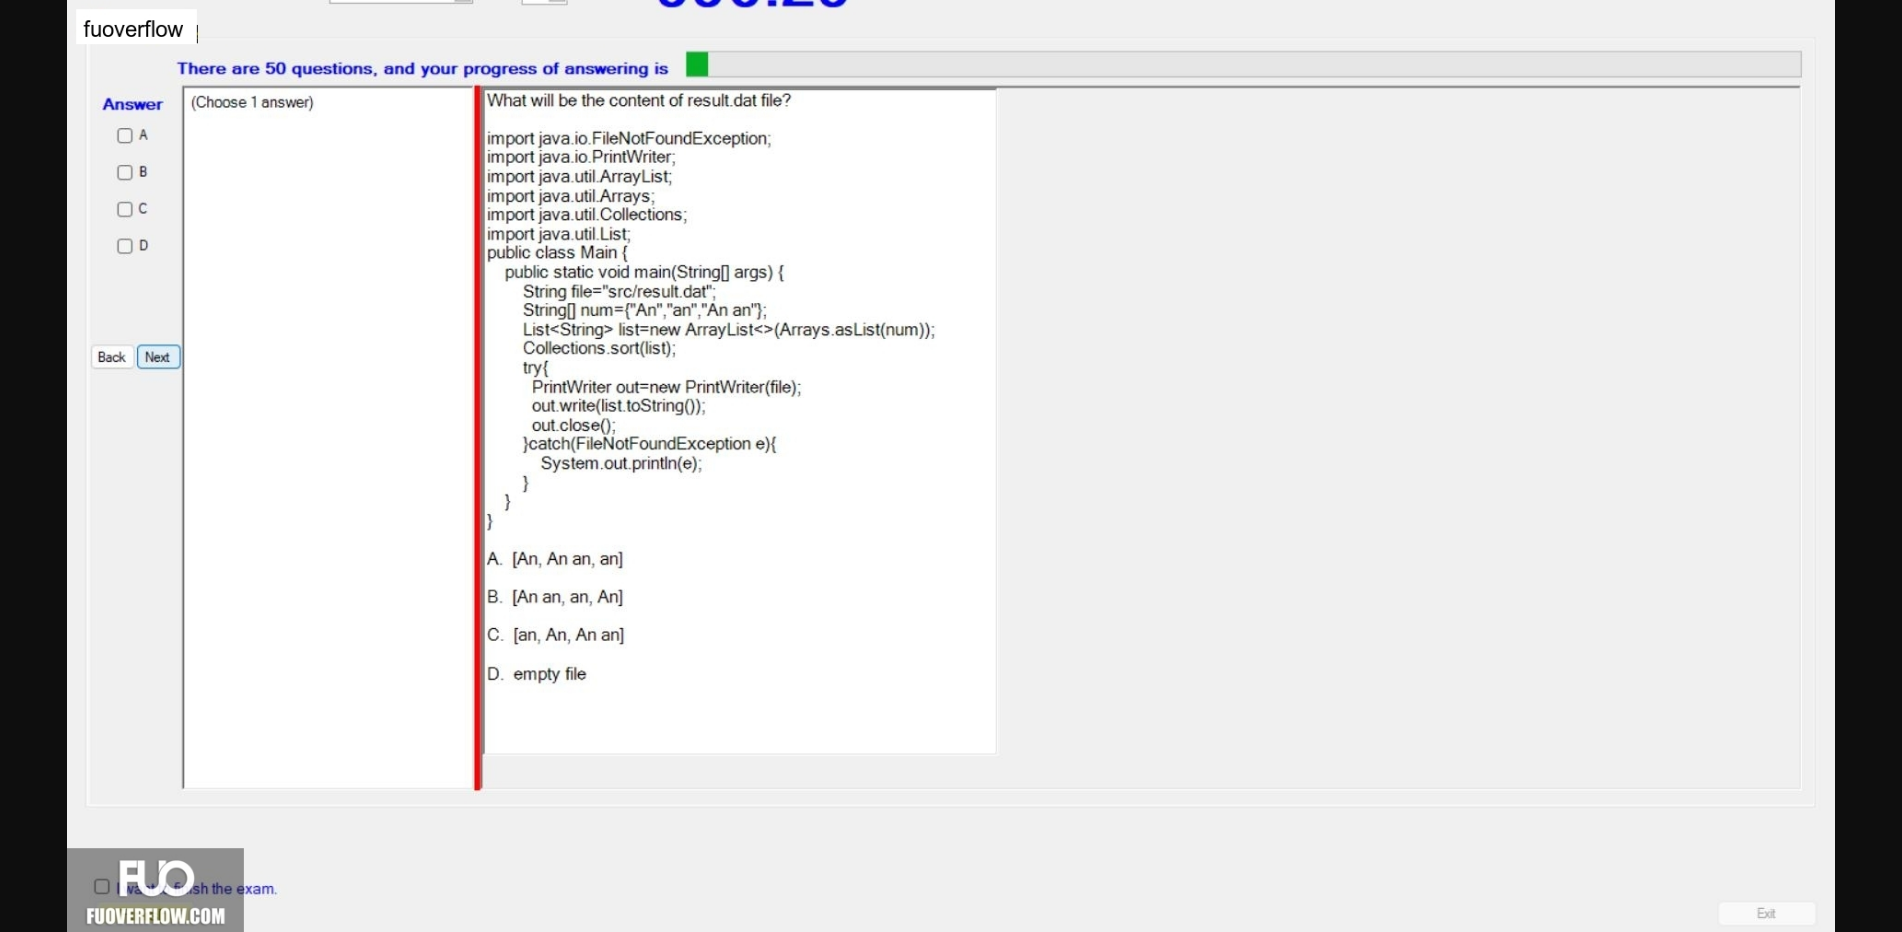 fuoverflow
There are 50 questions, and your progress of answering is
Answer
(Choose 1 answer)
A
B
C
D
Back
Next
What will be the content of result.dat file?
import java.io.FileNotFoundException;
import java.io.PrintWriter;
import java.util.ArrayList;
import java.util.Arrays;
import java.util.Collections;
import java.util.List;
public class Main {
public static void main(String[] args) {
String file="src/result.dat";
String[] num={"An","an","An an"};
List<String> list=new ArrayList<>(Arrays.asList(num));
Collections.sort(list);
try{
PrintWriter out=new PrintWriter(file);
out.write(list.toString());
out.close();
}catch(FileNotFoundException e){
System.out.println(e);
}
}
}
A. [An, An an, an]
B. [An an, an, An]
C. [an, An, An an]
D. empty file
FUO
I the exam.
FUOVERFLOW.COM
Exit